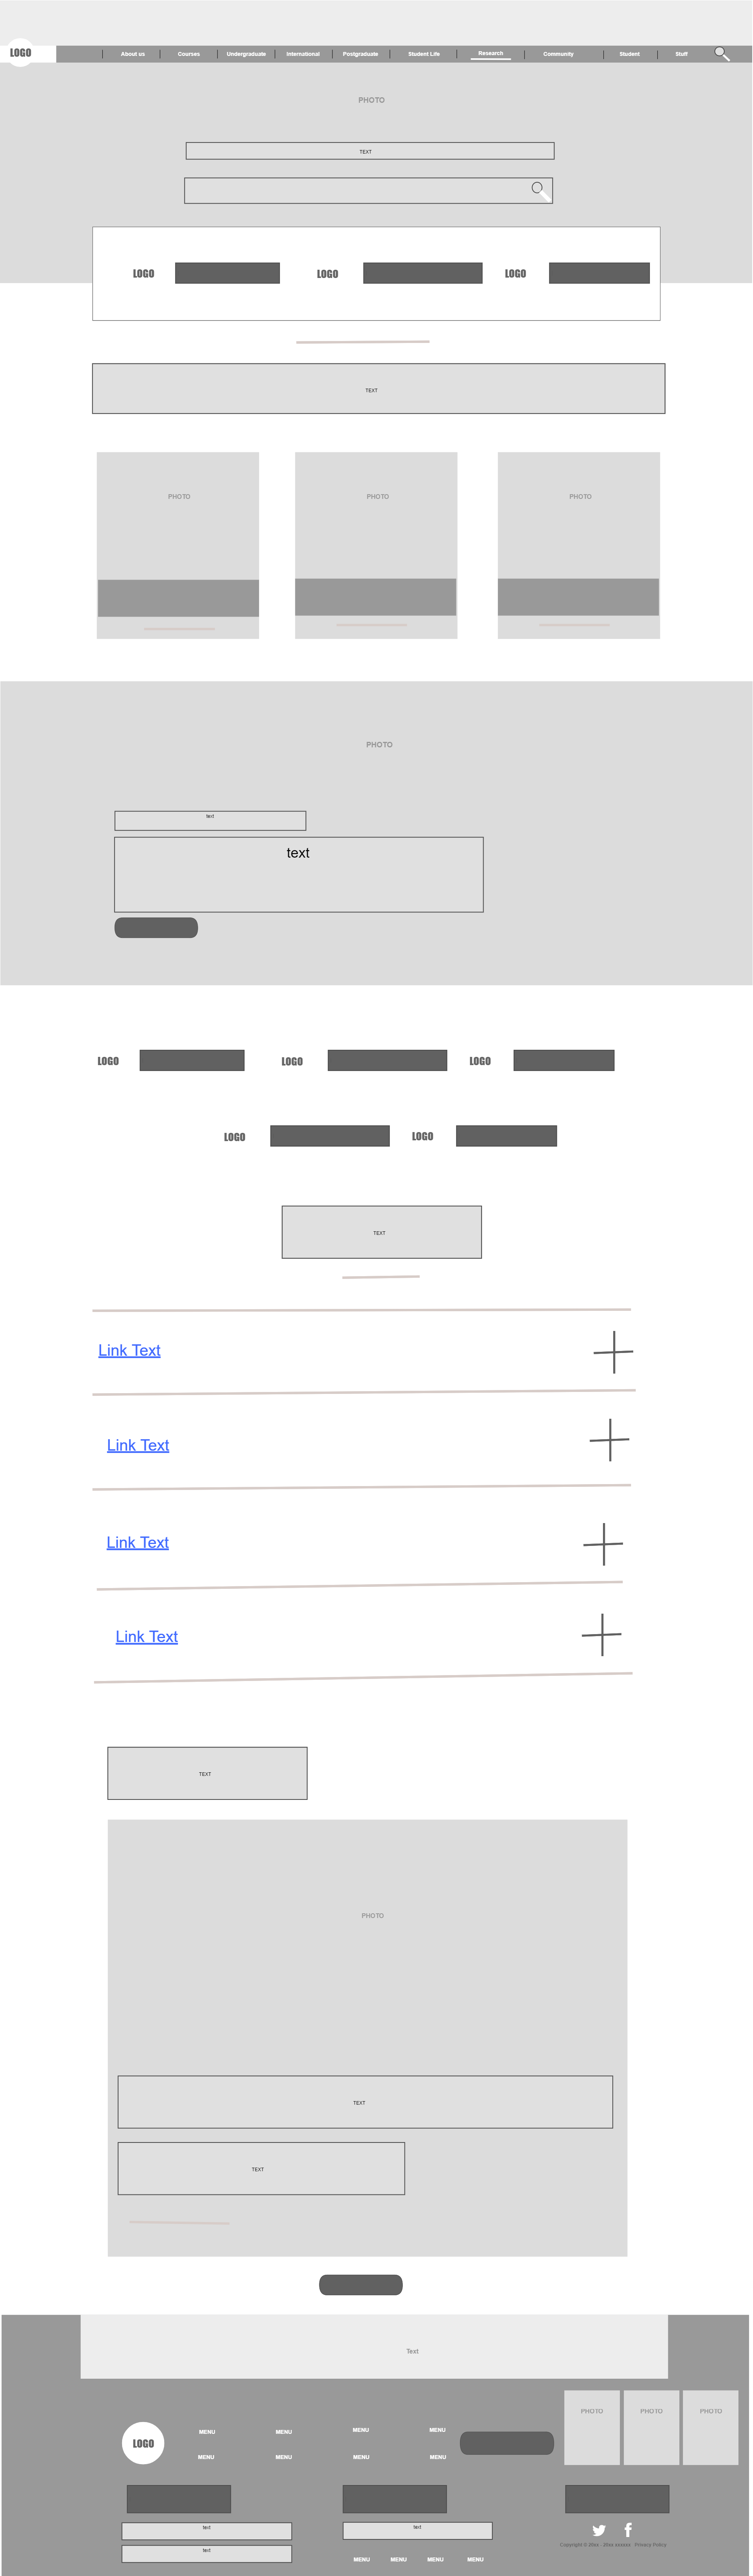 LOGO
About us Courses Undergraduate International Postgraduate Student Life Research Community Student Stuff
PHOTO
TEXT
LOGO LOGO LOGO
TEXT
PHOTO PHOTO PHOTO
PHOTO
text
text
LOGO LOGO LOGO
LOGO LOGO
TEXT
Link Text
Link Text
Link Text
Link Text
TEXT
PHOTO
TEXT
TEXT
Text
PHOTO PHOTO PHOTO
MENU MENU MENU MENU
LOGO
MENU MENU MENU MENU
text text
text
Copyright © 20xx - 20xx xxxxxx · Privacy Policy
MENU MENU MENU MENU